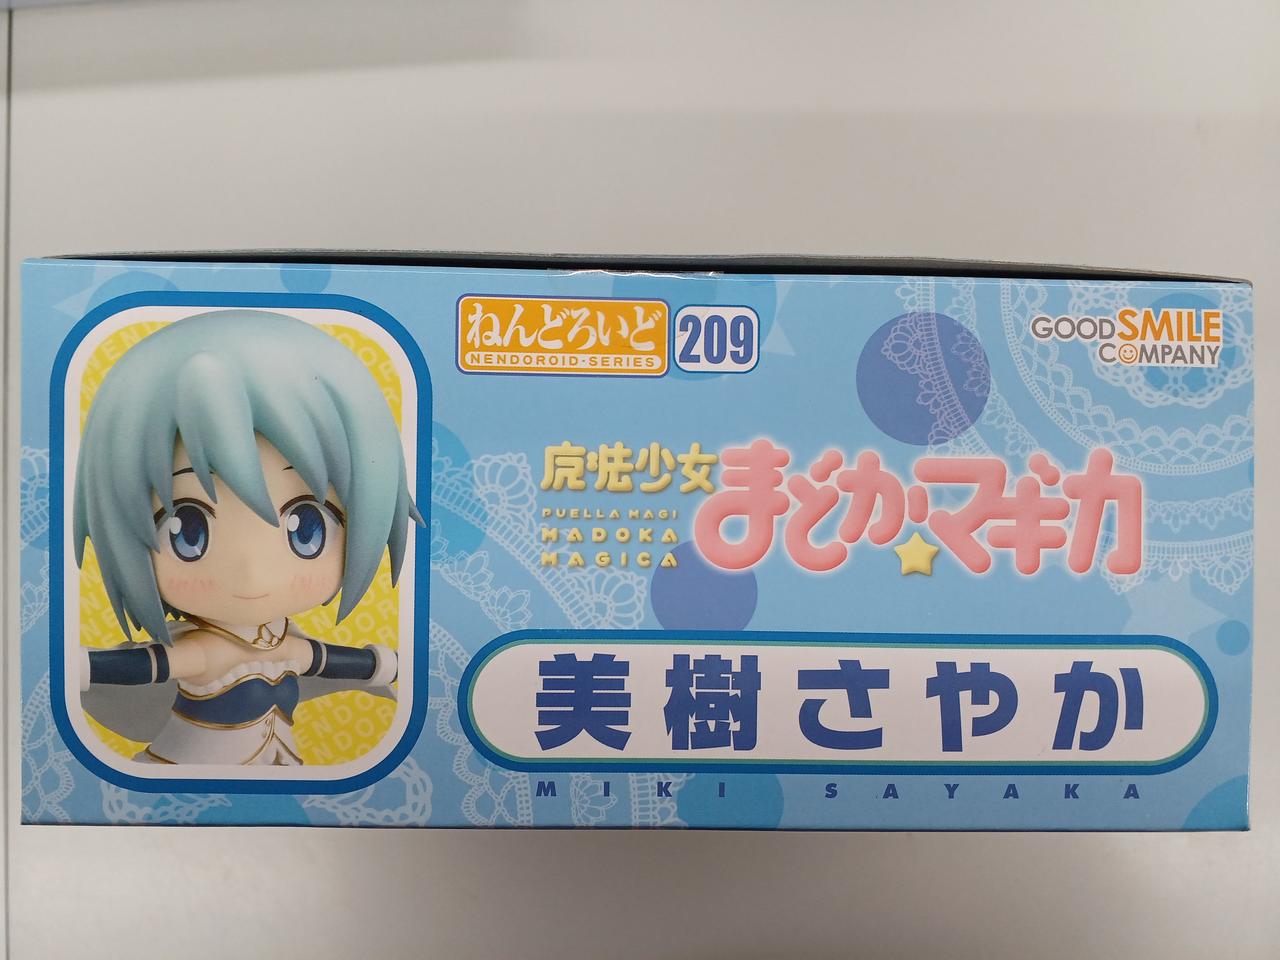 ねんどろいど
NENDOROID·SERIES
209
GOOD SMILE
COMPANY
魔法少女
まどか☆マギカ
PUELLA MAGI
MADOKA
MAGICA
美樹さやか
MIKI SAYAKA